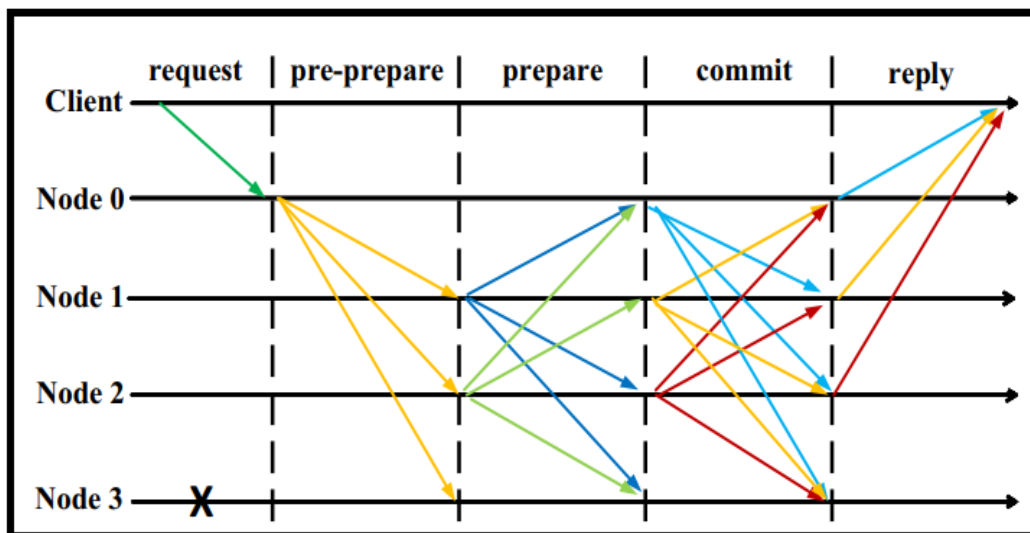 request pre-prepare prepare commit reply
Client
Node 0
Node 1
Node 2
Node 3
X